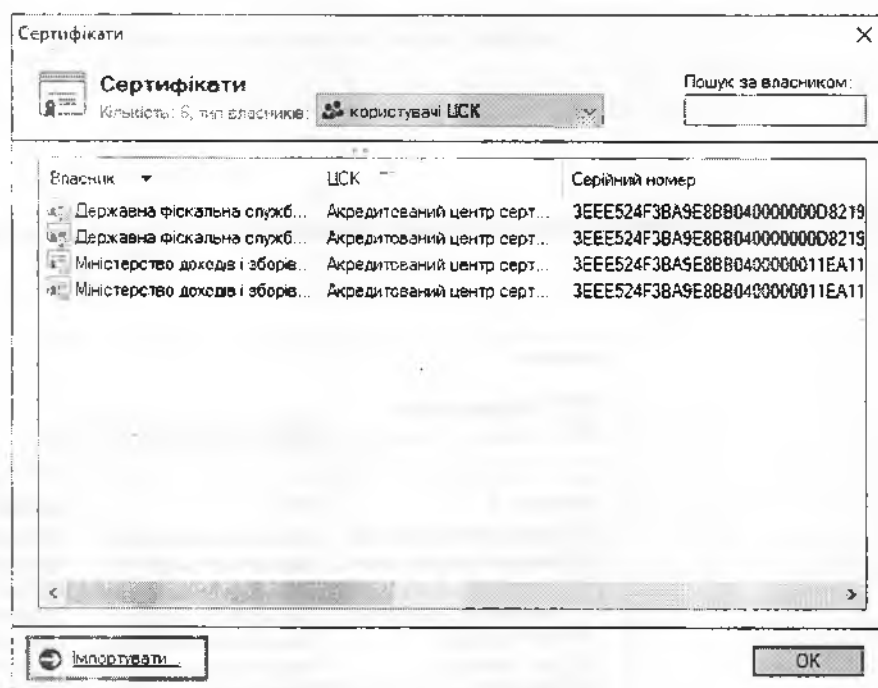 Сертифікати
Сертифікати
Кількість: 6, тип власників: користувачі ЦСК
Пошук за власником:
Власник ЦСК Серійний номер
Державна фіскальна служб... Акредитований центр серт... 3EEE524F3BA9E8BB040000000D8219
Державна фіскальна служб... Акредитований центр серт... 3EEE524F3BA9E8BB040000000D8219
Міністерство доходів і зборів... Акредитований центр серт... 3EEE524F3BA9E8BB0400000011EA11
Міністерство доходів і зборів... Акредитований центр серт... 3EEE524F3BA9E8BB0400000011EA11
Імпортувати...
OK